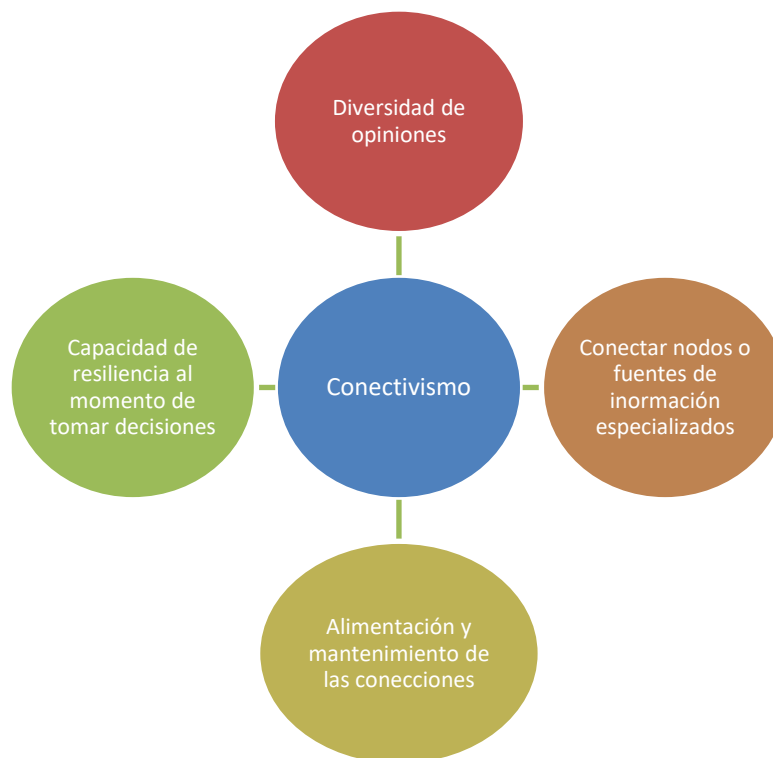 Diversidad de
opiniones
Capacidad de
resiliencia al
momento de
tomar decisiones
Conectivismo
Conectar nodos o
fuentes de
inormación
especializados
Alimentación y
mantenimiento de
las conecciones